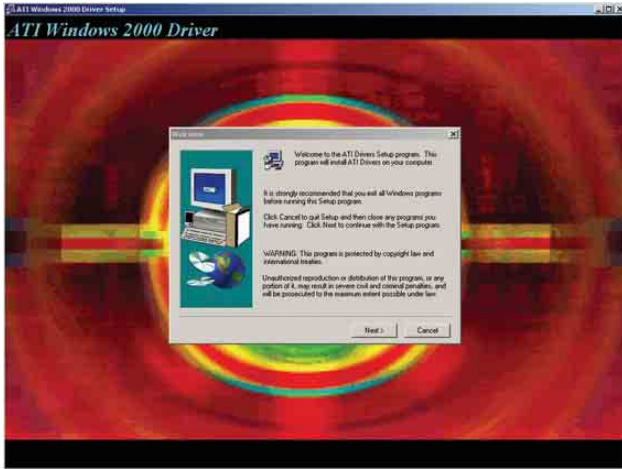 ATI Windows 2000 Driver Setup
ATI Windows 2000 Driver
Welcome
Welcome to the ATI Drivers Setup program. This
program will install ATI Drivers on your computer.
It is strongly recommended that you exit all Windows programs
before running this Setup program.
Click Cancel to quit Setup and then close any programs you
have running. Click Next to continue with the Setup program.
WARNING: This program is protected by copyright law and
international treaties.
Unauthorized reproduction or distribution of this program, or any
portion of it, may result in severe civil and criminal penalties, and
will be prosecuted to the maximum extent possible under law.
Next >
Cancel